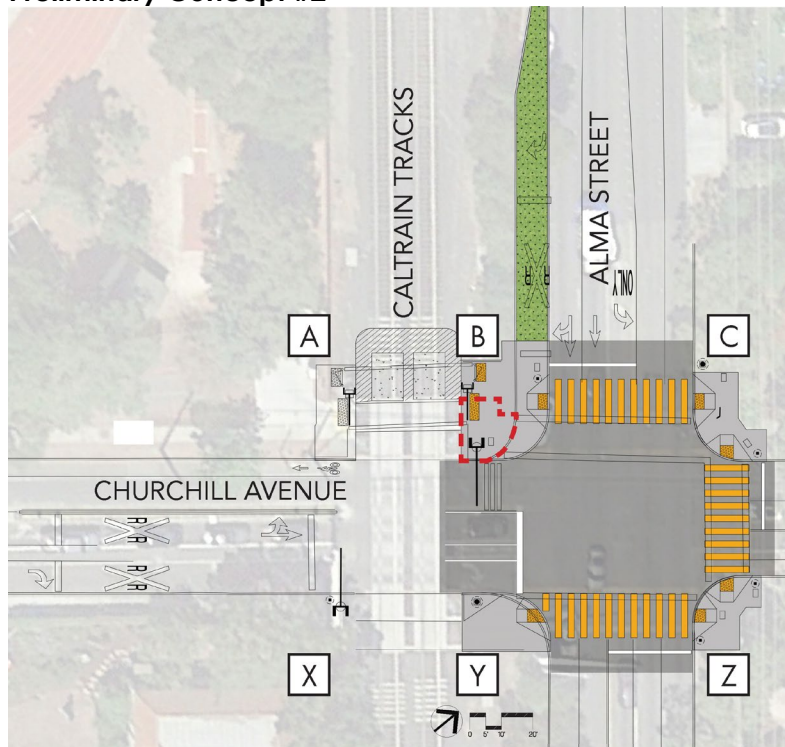 Preliminary Concept #2
CALTRAIN TRACKS
ALMA STREET
ONLY
R R
A
B
C
CHURCHILL AVENUE
R R
R R
X
Y
Z
0 5' 10' 20'